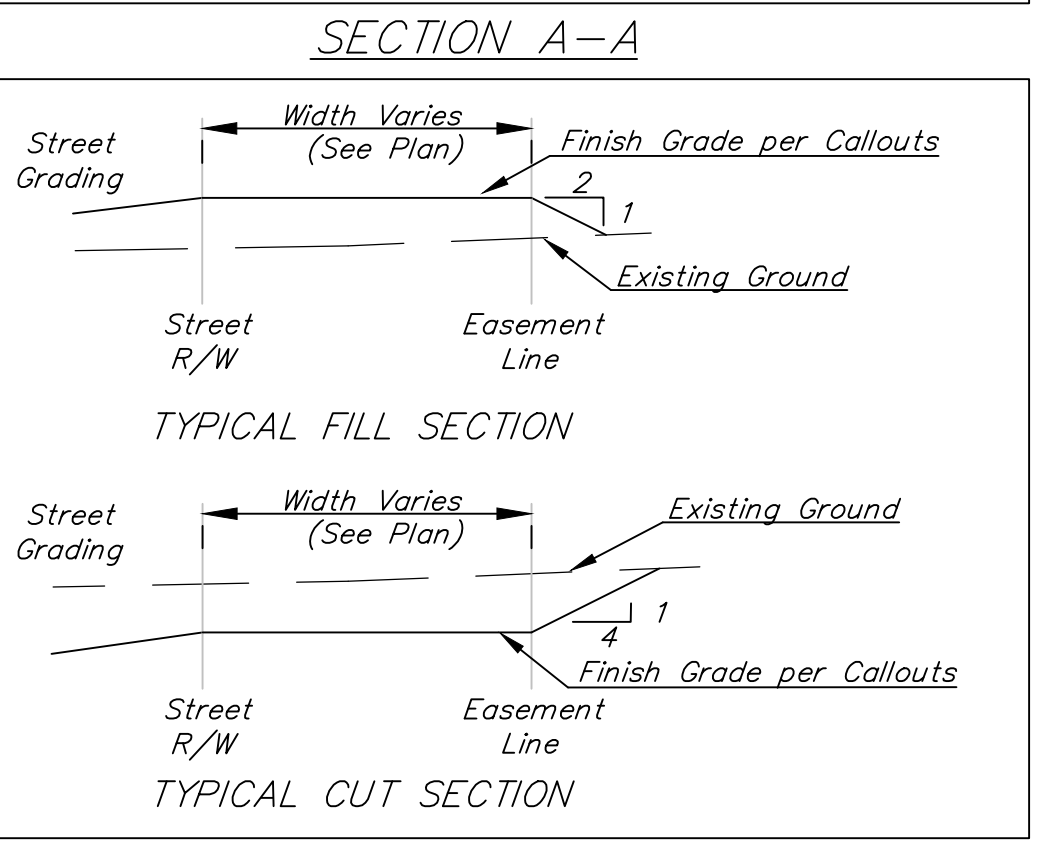 SECTION A-A
Width Varies
(See Plan)
Street
Grading
Finish Grade per Callouts
2
1
Existing Ground
Street
R/W
Easement
Line
TYPICAL FILL SECTION
Width Varies
(See Plan)
Street
Grading
Existing Ground
1
4
Finish Grade per Callouts
Street
R/W
Easement
Line
TYPICAL CUT SECTION